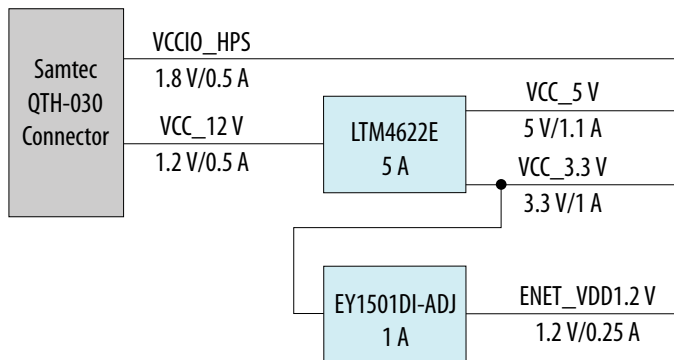 Samtec
QTH-030
Connector
VCCIO_HPS
1.8 V/0.5 A
VCC_12 V
1.2 V/0.5 A
LTM4622E
5 A
VCC_5 V
5 V/1.1 A
VCC_3.3 V
3.3 V/1 A
EY1501DI-ADJ
1 A
ENET_VDD1.2 V
1.2 V/0.25 A